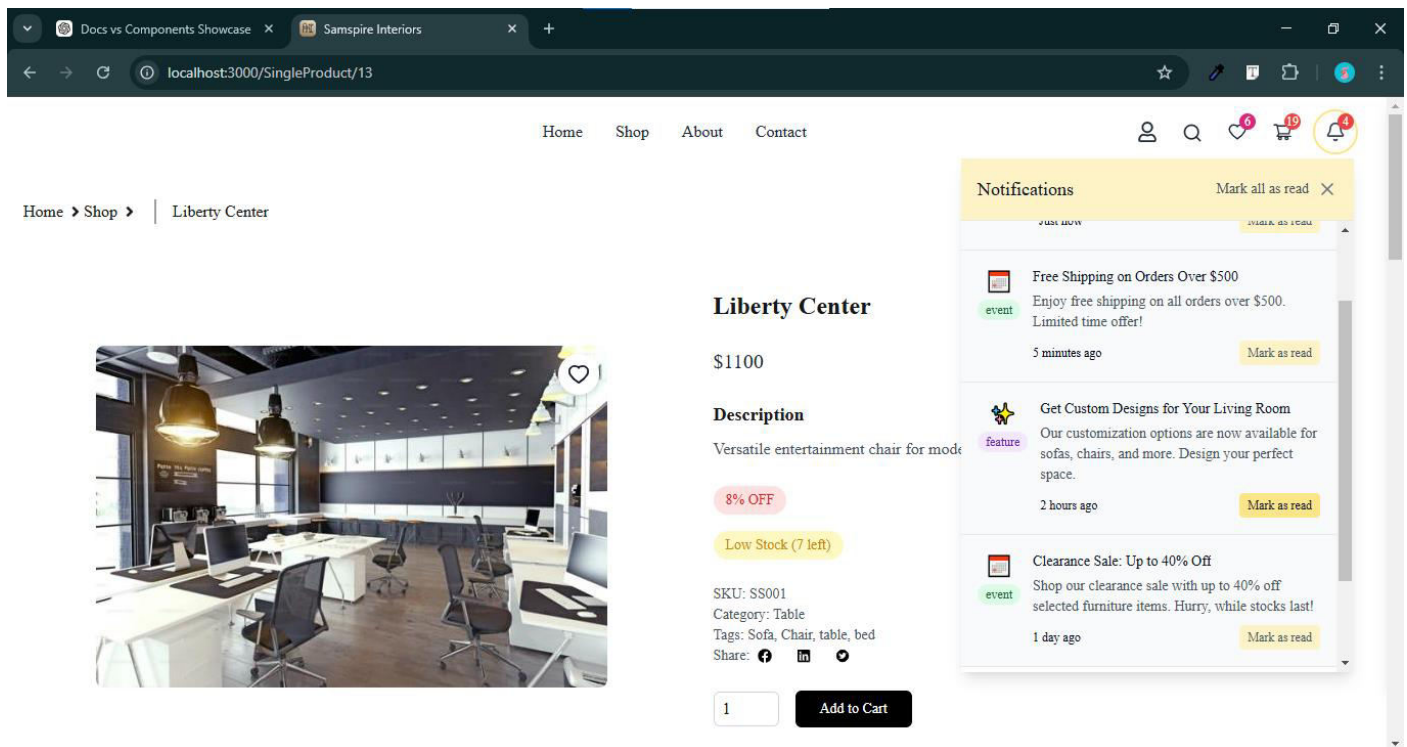 Docs vs Components Showcase
Samspire Interiors
localhost:3000/SingleProduct/13
Home Shop About Contact
6
19
4
Home Shop Liberty Center
Liberty Center
$1100
Description
Versatile entertainment chair for mode
8% OFF
Low Stock (7 left)
SKU: SS001
Category: Table
Tags: Sofa, Chair, table, bed
Share:
1
Add to Cart
Notifications
Mark all as read
Just now
Mark as read
Free Shipping on Orders Over $500
event
Enjoy free shipping on all orders over $500.
Limited time offer!
5 minutes ago
Mark as read
Get Custom Designs for Your Living Room
feature
Our customization options are now available for
sofas, chairs, and more. Design your perfect
space.
2 hours ago
Mark as read
Clearance Sale: Up to 40% Off
event
Shop our clearance sale with up to 40% off
selected furniture items. Hurry, while stocks last!
1 day ago
Mark as read